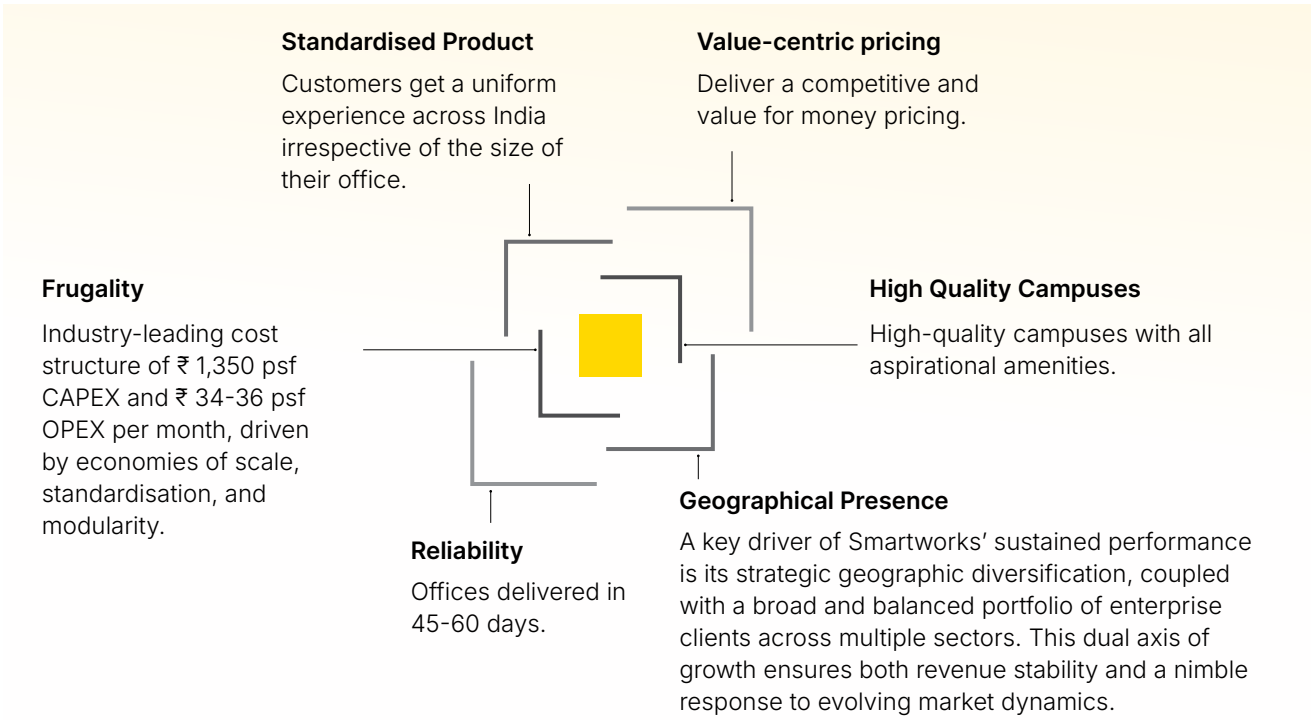 Standardised Product
Customers get a uniform
experience across India
irrespective of the size of
their office.
Value-centric pricing
Deliver a competitive and
value for money pricing.
Frugality
Industry-leading cost
structure of ₹ 1,350 psf
CAPEX and ₹ 34-36 psf
OPEX per month, driven
by economies of scale,
standardisation, and
modularity.
High Quality Campuses
High-quality campuses with all
aspirational amenities.
Reliability
Offices delivered in
45-60 days.
Geographical Presence
A key driver of Smartworks’ sustained performance
is its strategic geographic diversification, coupled
with a broad and balanced portfolio of enterprise
clients across multiple sectors. This dual axis of
growth ensures both revenue stability and a nimble
response to evolving market dynamics.